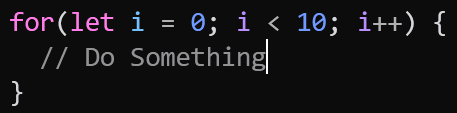 for(let i = 0; i < 10; i++) {
  // Do Something
}